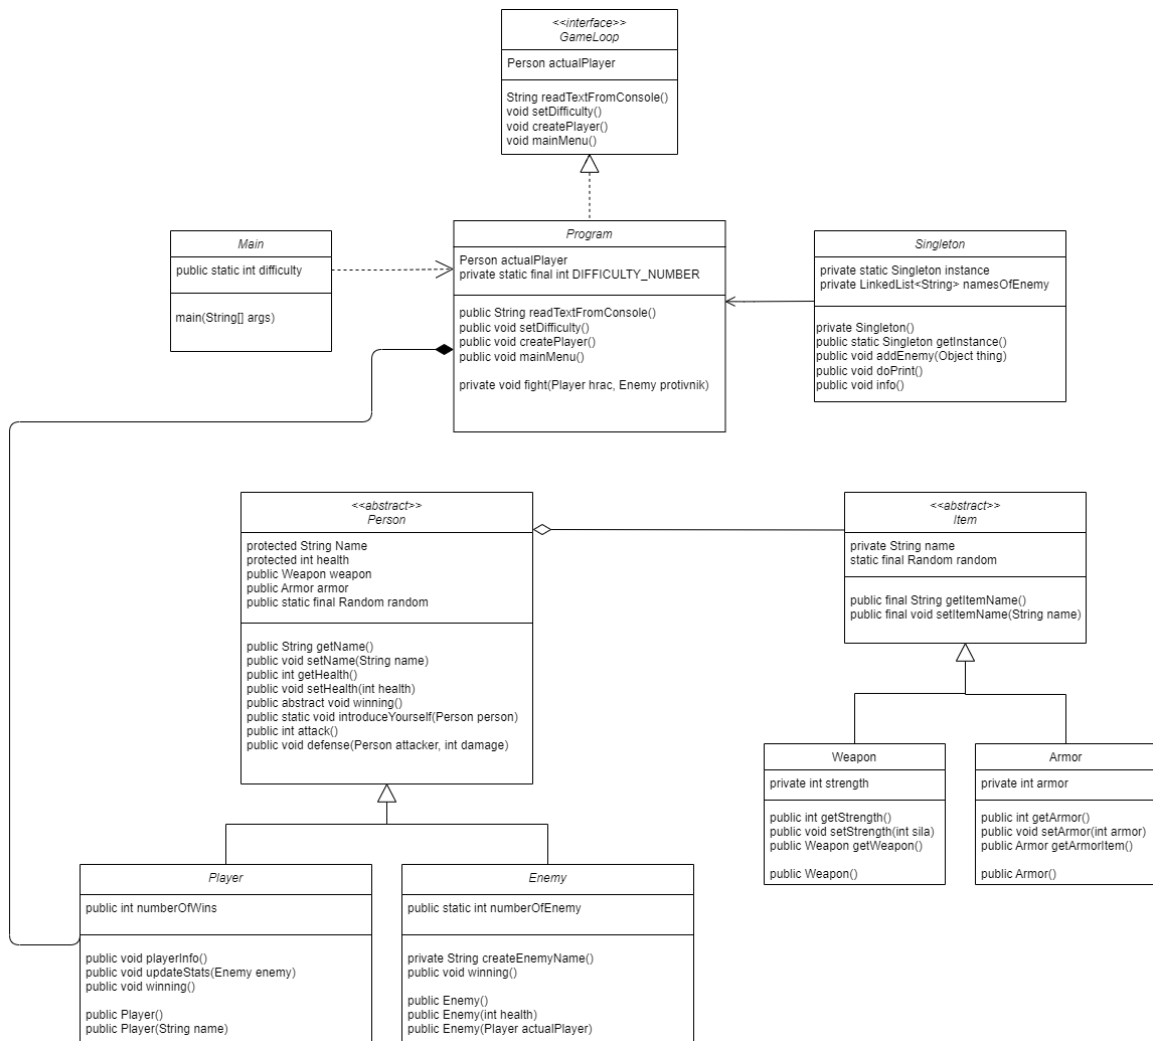 <<interface>>
GameLoop
Person actualPlayer
String readTextFromConsole()
void setDifficulty()
void createPlayer()
void mainMenu()
Main
public static int difficulty
main(String[] args)
Program
Person actualPlayer
private static final int DIFFICULTY_NUMBER
public String readTextFromConsole()
public void setDifficulty()
public void createPlayer()
public void mainMenu()
private void fight(Player hrac, Enemy protivnik)
Singleton
private static Singleton instance
private LinkedList<String> namesOfEnemy
private Singleton()
public static Singleton getInstance()
public void addEnemy(Object thing)
public void doPrint()
public void info()
<<abstract>>
Person
protected String Name
protected int health
public Weapon weapon
public Armor armor
public static final Random random
public String getName()
public void setName(String name)
public int getHealth()
public void setHealth(int health)
public abstract void winning()
public static void introduceYourself(Person person)
public int attack()
public void defense(Person attacker, int damage)
<<abstract>>
Item
private String name
static final Random random
public final String getItemName()
public final void setItemName(String name)
Weapon
private int strength
public int getStrength()
public void setStrength(int sila)
public Weapon getWeapon()
public Weapon()
Armor
private int armor
public int getArmor()
public void setArmor(int armor)
public Armor getArmorItem()
public Armor()
Player
public int numberOfWins
public void playerInfo()
public void updateStats(Enemy enemy)
public void winning()
public Player()
public Player(String name)
Enemy
public static int numberOfEnemy
private String createEnemyName()
public void winning()
public Enemy()
public Enemy(int health)
public Enemy(Player actualPlayer)